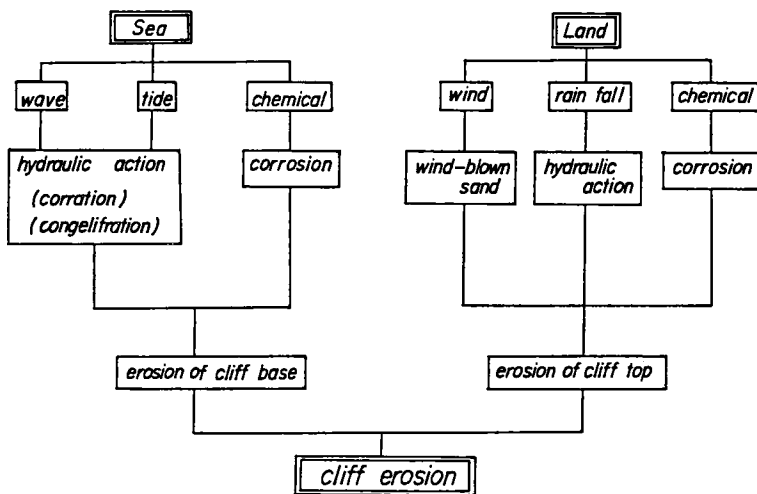 Sea
Land
wave
tide
chemical
wind
rain fall
chemical
hydraulic action
(corration)
(congelifration)
corrosion
wind-blown
sand
hydraulic
action
corrosion
erosion of cliff base
erosion of cliff top
cliff erosion